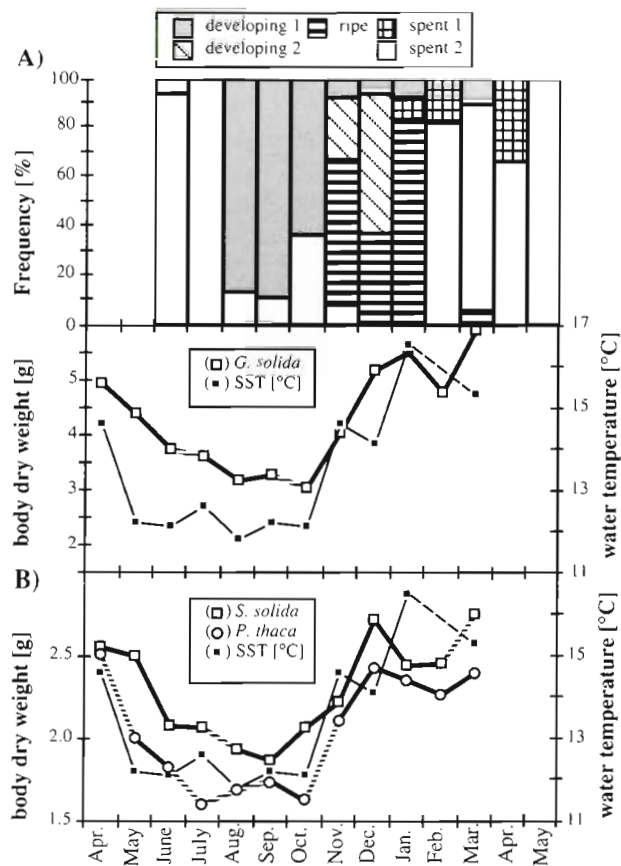 developing 1 ripe spent 1
developing 2 spent 2
A)
100
80
60
40
20
0
Frequency [%]
17
15
13
11
5
4
3
2
body dry weight [g]
water temperature [°C]
(-) G. solida
(-) SST [°C]
B)
2.5
2.0
1.5
body dry weight [g]
15
13
11
water temperature [°C]
(-) S. solida
(-) P. thaca
(-) SST [°C]
Apr. May June July Aug. Sep. Oct. Nov. Dec. Jan. Feb. Mar. Apr. May